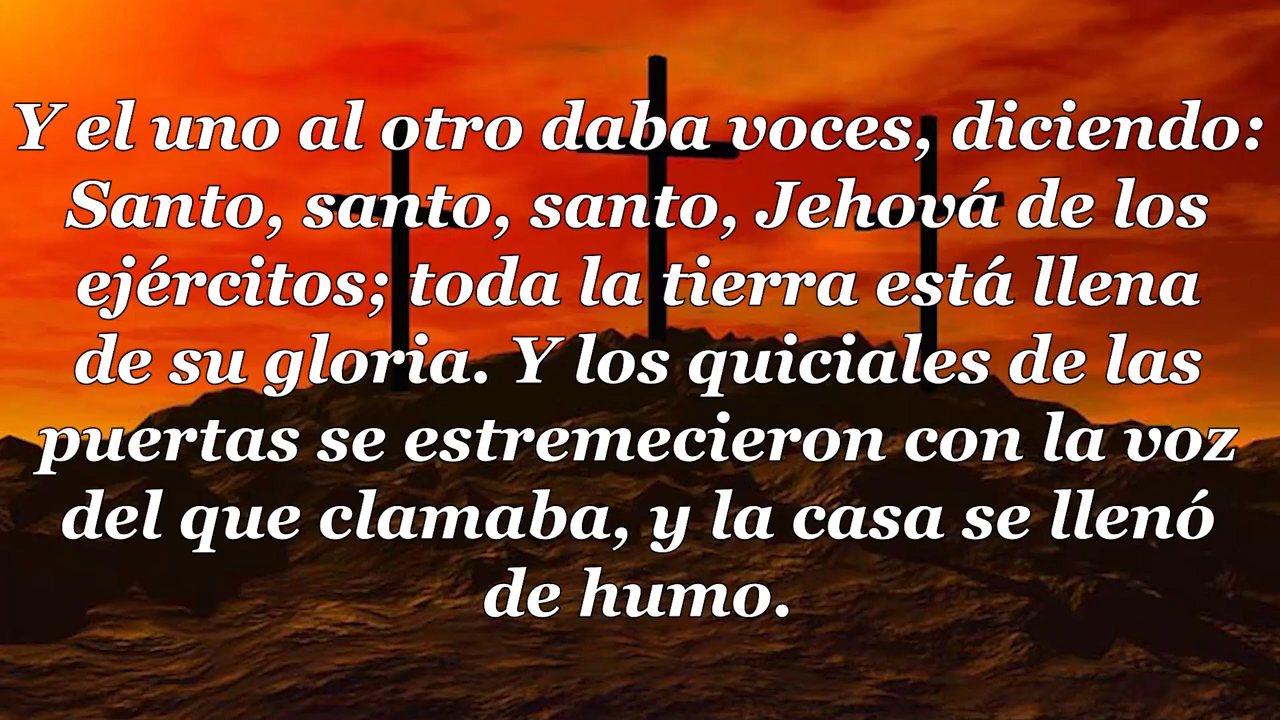 Y el uno al otro daba voces, diciendo:
Santo, santo, santo, Jehová de los
ejércitos; toda la tierra está llena
de su gloria. Y los quiciales de las
puertas se estremecieron con la voz
del que clamaba, y la casa se llenó
de humo.